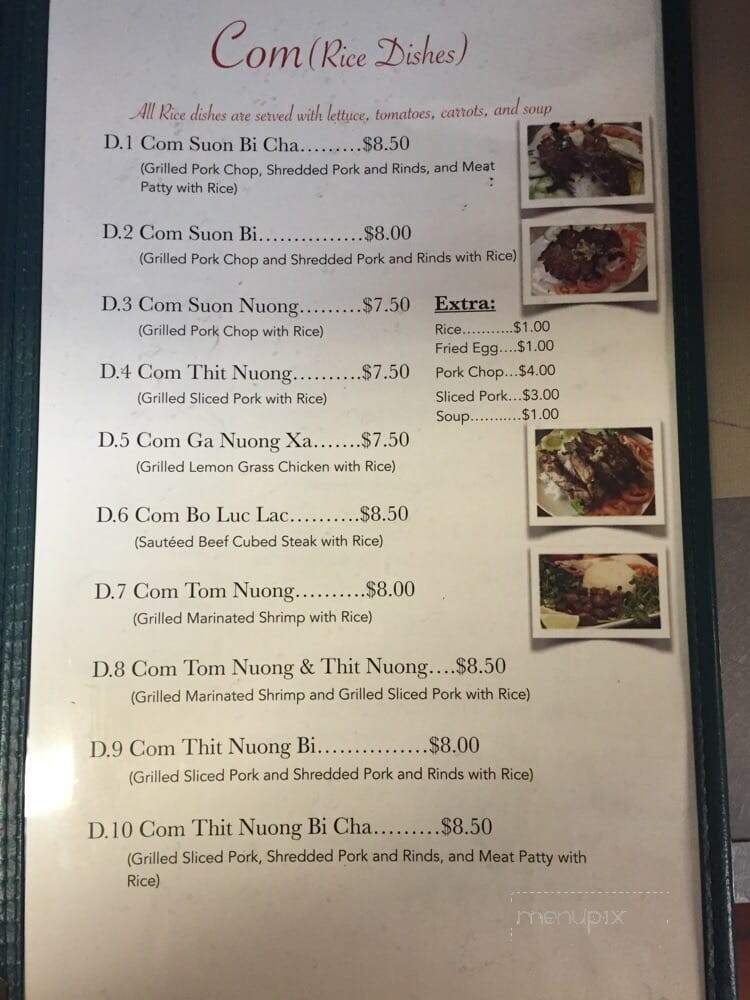 Com (Rice Dishes)
All Rice dishes are served with lettuce, tomatoes, carrots, and soup
D.1 Com Suon Bi Cha.........$8.50
(Grilled Pork Chop, Shredded Pork and Rinds, and Meat
Patty with Rice)
D.2 Com Suon Bi...............$8.00
(Grilled Pork Chop and Shredded Pork and Rinds with Rice)
D.3 Com Suon Nuong.........$7.50
(Grilled Pork Chop with Rice)
D.4 Com Thit Nuong..........$7.50
(Grilled Sliced Pork with Rice)
Extra:
Rice..........$1.00
Fried Egg....$1.00
Pork Chop...$4.00
Sliced Pork...$3.00
Soup...........$1.00
D.5 Com Ga Nuong Xa.......$7.50
(Grilled Lemon Grass Chicken with Rice)
D.6 Com Bo Luc Lac..........$8.50
(Sautéed Beef Cubed Steak with Rice)
D.7 Com Tom Nuong..........$8.00
(Grilled Marinated Shrimp with Rice)
D.8 Com Tom Nuong & Thit Nuong....$8.50
(Grilled Marinated Shrimp and Grilled Sliced Pork with Rice)
D.9 Com Thit Nuong Bi...............$8.00
(Grilled Sliced Pork and Shredded Pork and Rinds with Rice)
D.10 Com Thit Nuong Bi Cha.........$8.50
(Grilled Sliced Pork, Shredded Pork and Rinds, and Meat Patty with
Rice)
menupix